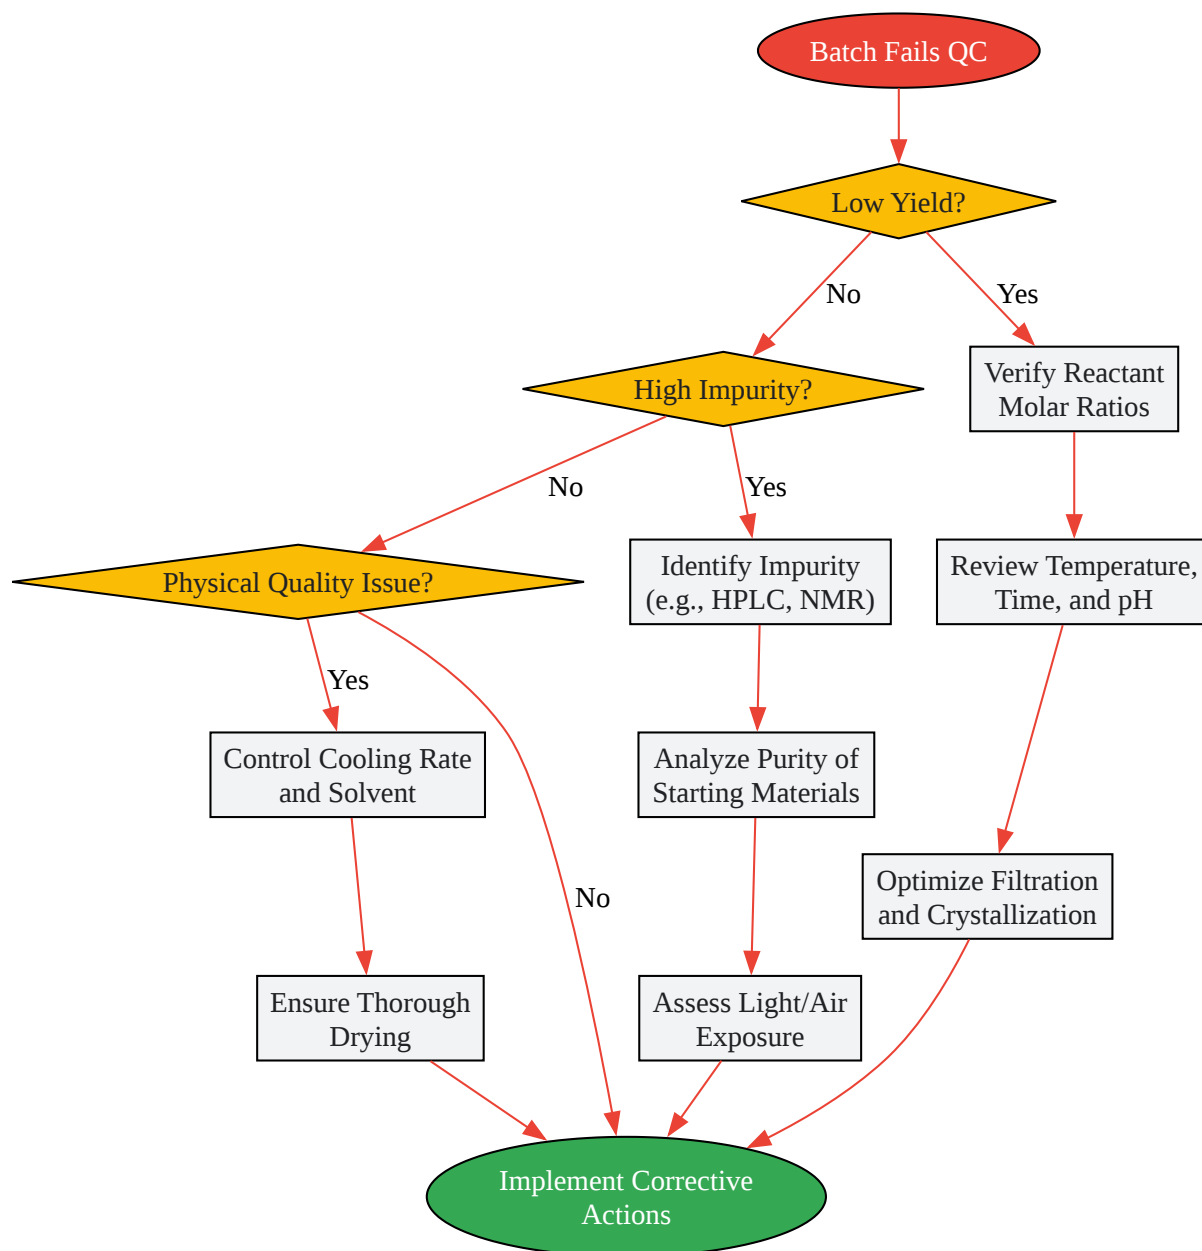 Batch Fails QC
Low Yield?
No
Yes
High Impurity?
Verify Reactant
Molar Ratios
No
Yes
Physical Quality Issue?
Identify Impurity
(e.g., HPLC, NMR)
Review Temperature,
Time, and pH
Yes
Control Cooling Rate
and Solvent
Analyze Purity of
Starting Materials
No
Optimize Filtration
and Crystallization
Ensure Thorough
Drying
Assess Light/Air
Exposure
Implement Corrective
Actions